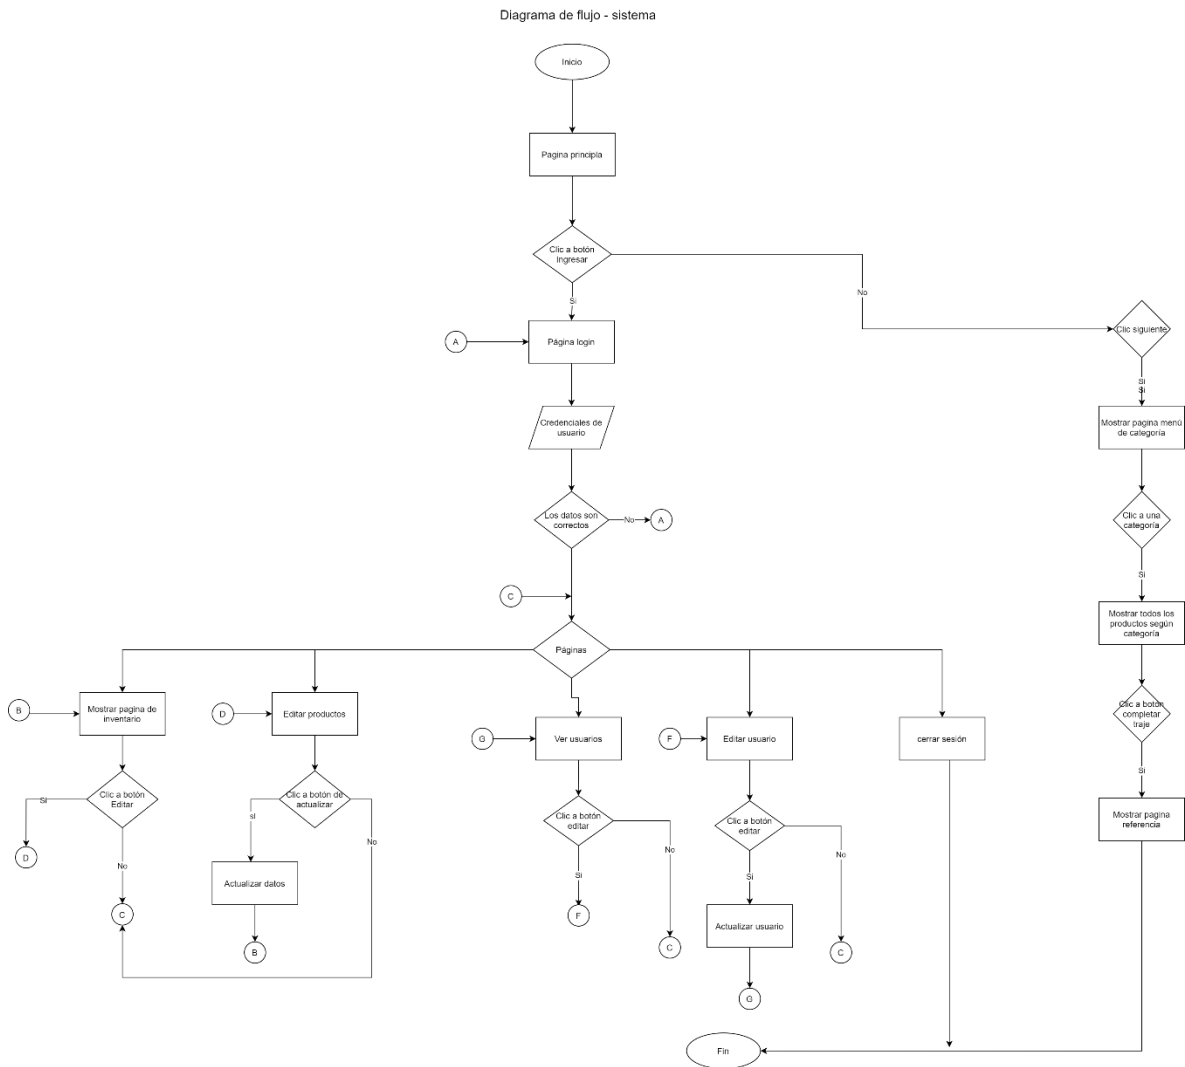 Diagrama de flujo - sistema
Inicio
Pagina principla
Clic a botón
Ingresar
No
Si
Clic siguiente
A
Página login
Si
Si
Credenciales de
usuario
Mostrar pagina menú
de categoría
Los datos son
correctos
No
A
Clic a una
categoría
Si
C
Mostrar todos los
productos según
categoría
Páginas
B
Mostrar pagina de
inventario
D
Editar productos
G
Ver usuarios
F
Editar usuario
cerrar sesión
Clic a botón
completar
traje
Si
Clic a botón
Editar
Si
D
No
C
Clic a botón de
actualizar
si
No
Actualizar datos
B
Clic a botón
editar
Si
F
No
C
Clic a botón
editar
Si
No
Actualizar usuario
C
G
Mostrar pagina
referencia
Fin